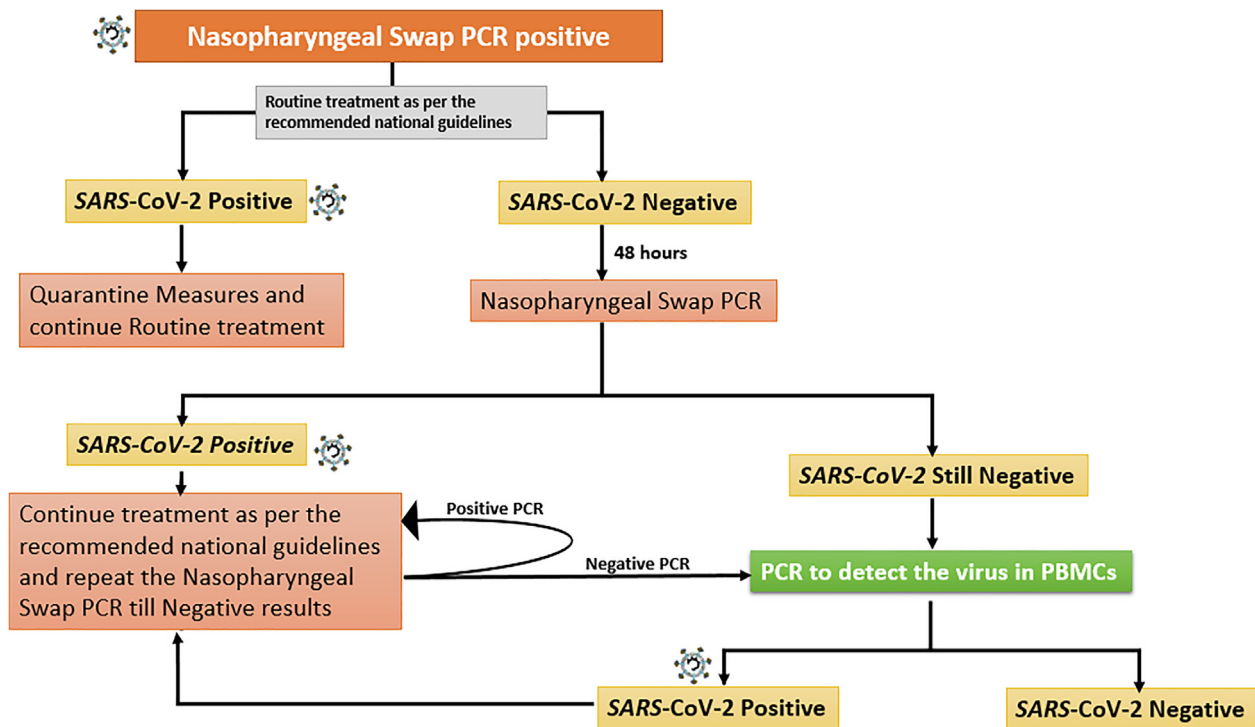 Nasopharyngeal Swap PCR positive
Routine treatment as per the
recommended national guidelines
SARS-CoV-2 Positive
SARS-CoV-2 Negative
48 hours
Quarantine Measures and
continue Routine treatment
Nasopharyngeal Swap PCR
SARS-CoV-2 Positive
SARS-CoV-2 Still Negative
Continue treatment as per the
recommended national guidelines
and repeat the Nasopharyngeal
Swap PCR till Negative results
Positive PCR
Negative PCR
PCR to detect the virus in PBMCs
SARS-CoV-2 Positive
SARS-CoV-2 Negative